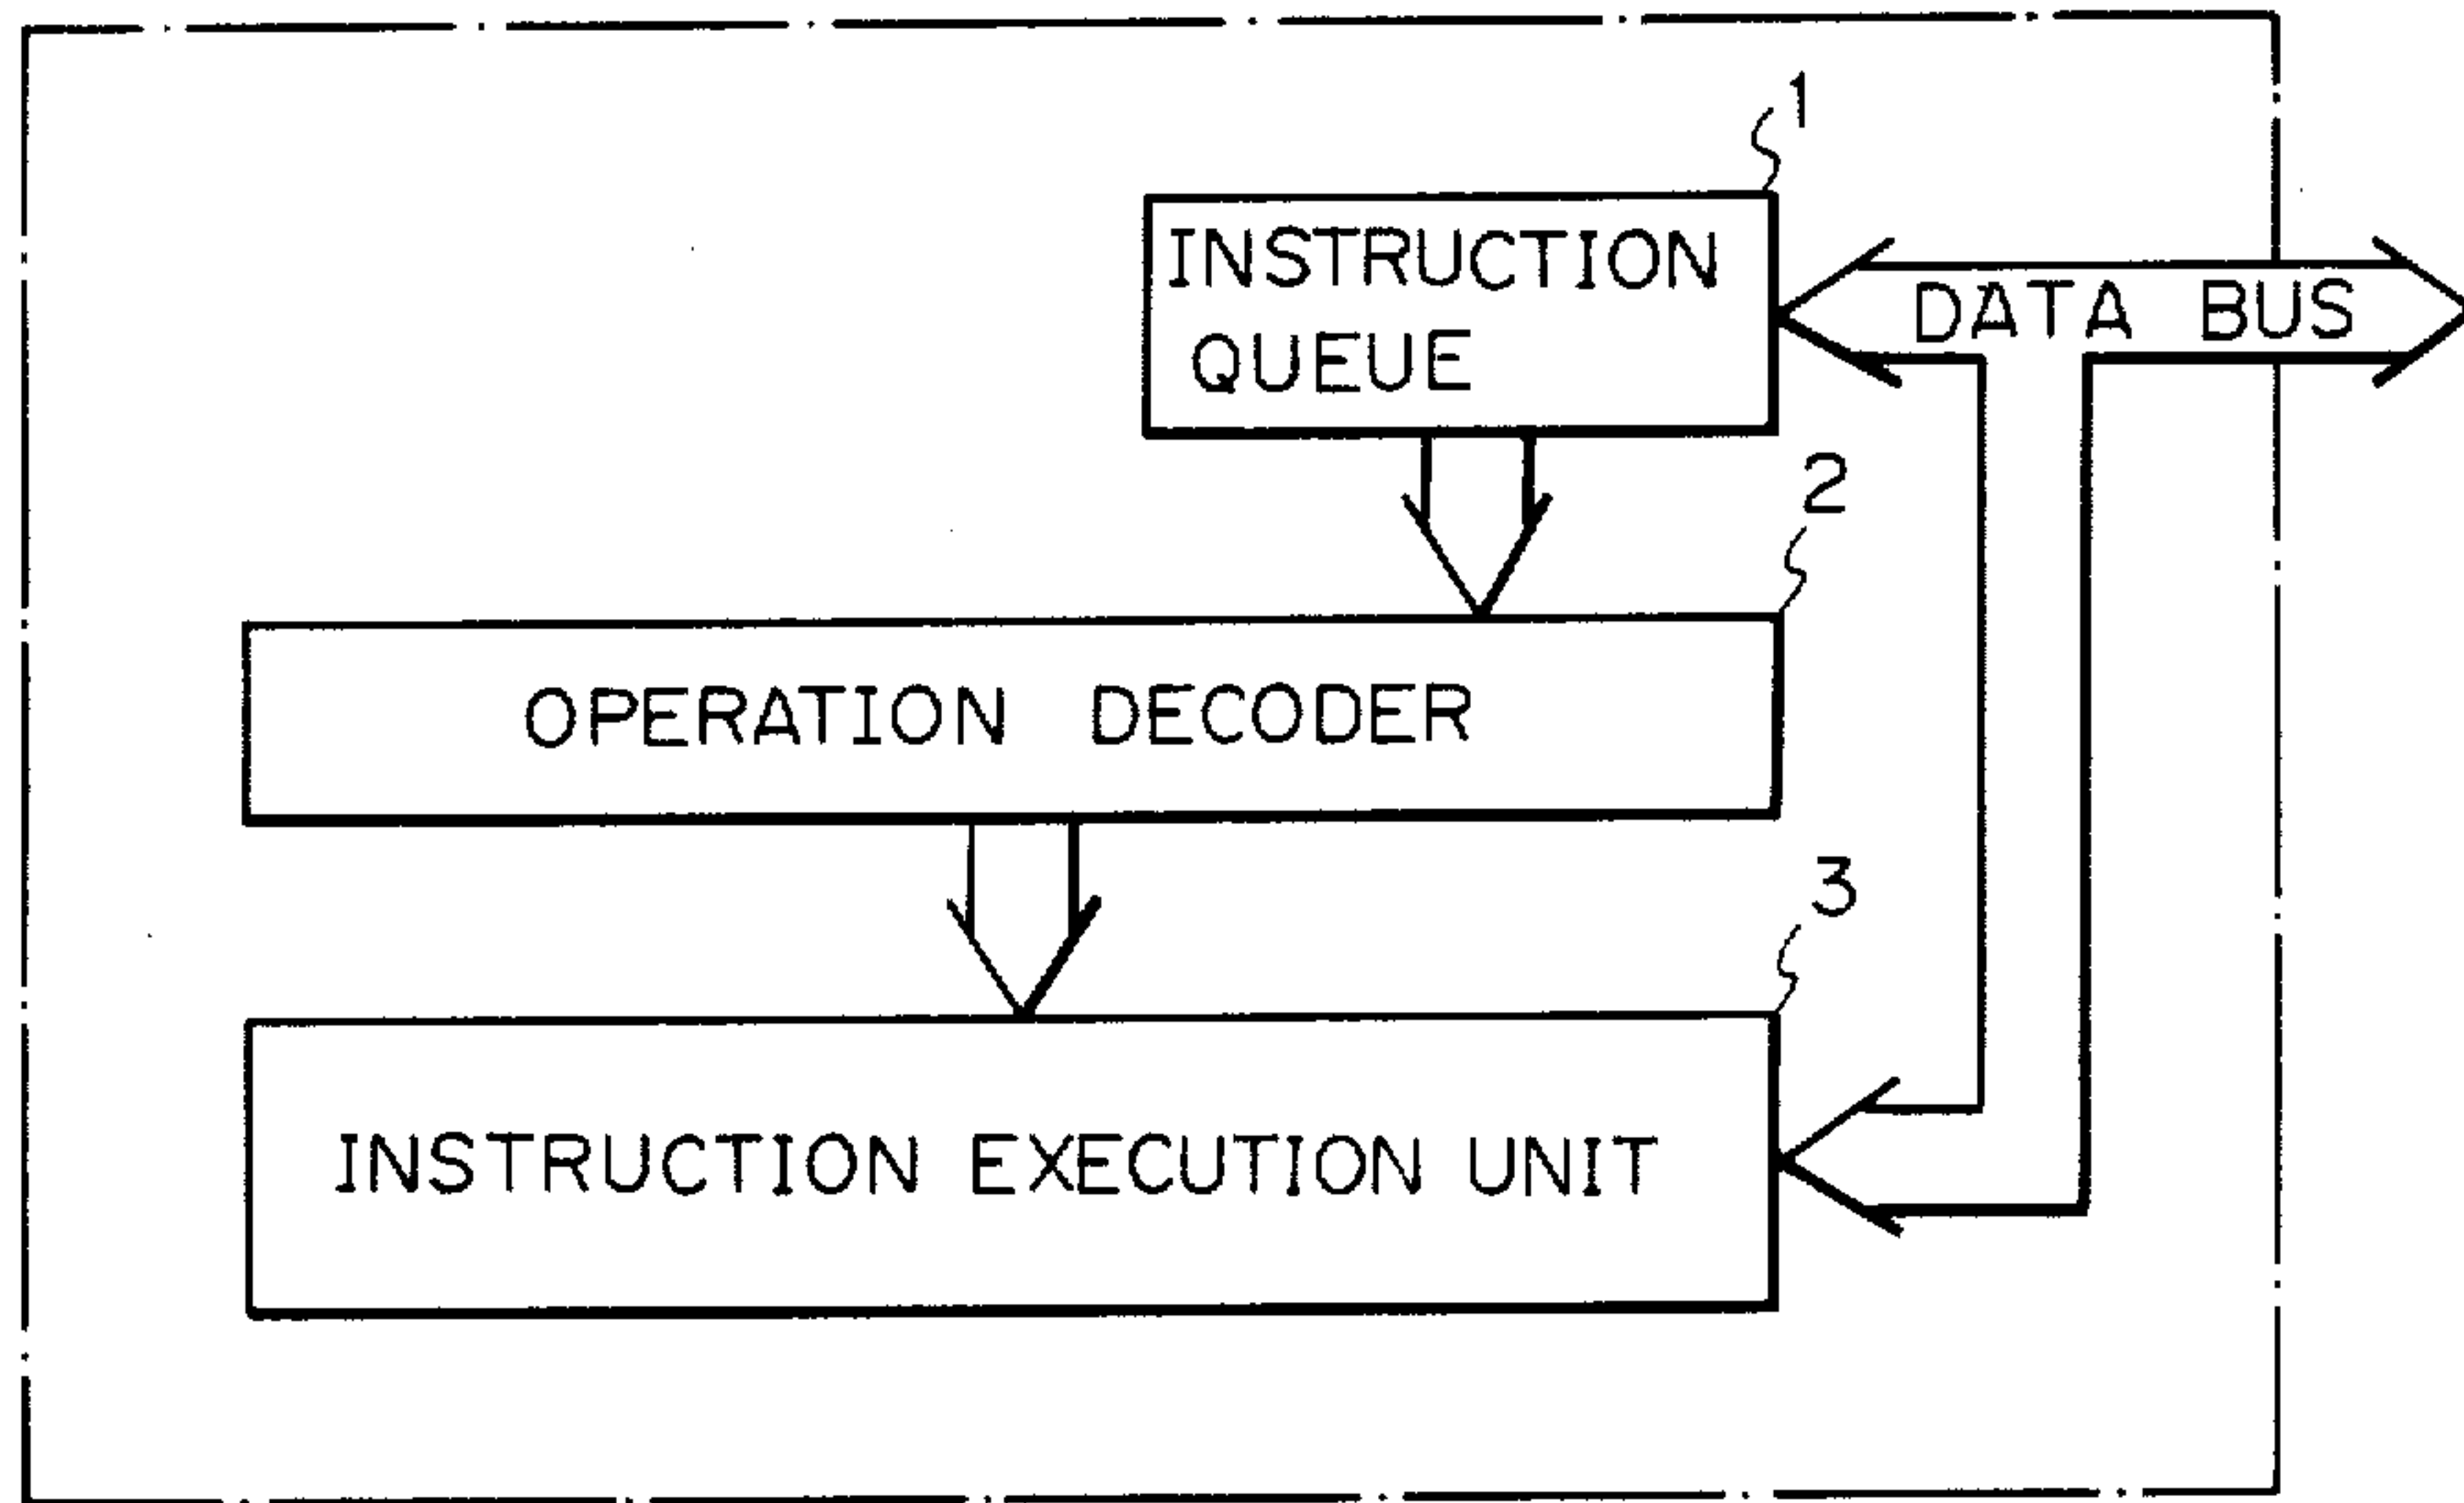 1
INSTRUCTION
QUEUE
DATA BUS
2
OPERATION DECODER
3
INSTRUCTION EXECUTION UNIT